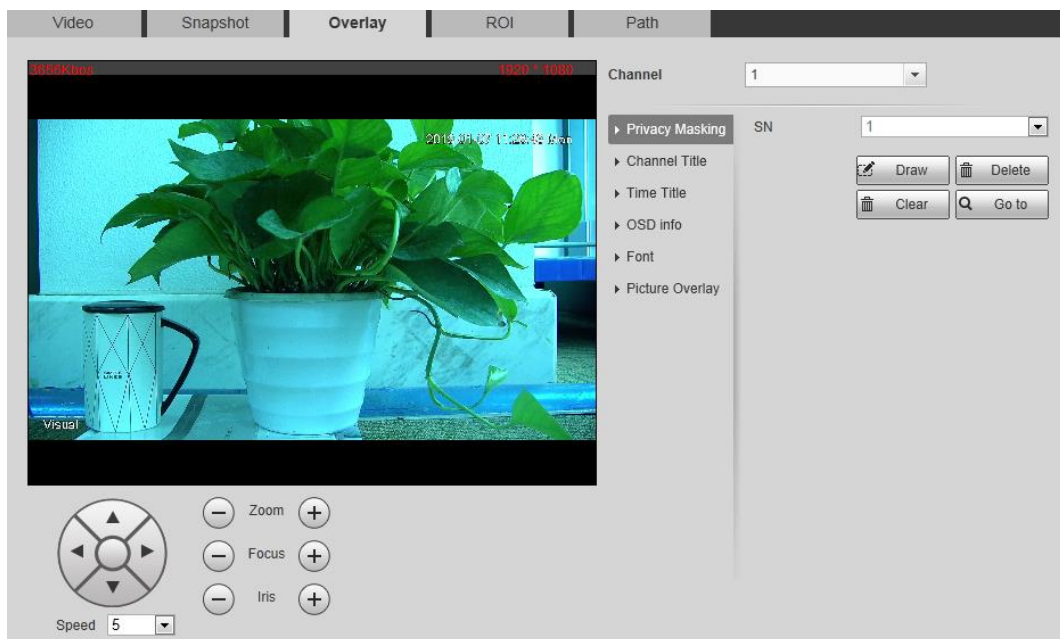 Video Snapshot Overlay ROI Path
3656Kbps 1920 * 1080
Visual
Zoom
Focus
Iris
Speed 5
Channel 1
Privacy Masking
Channel Title
Time Title
OSD info
Font
Picture Overlay
SN 1
Draw Delete
Clear Go to